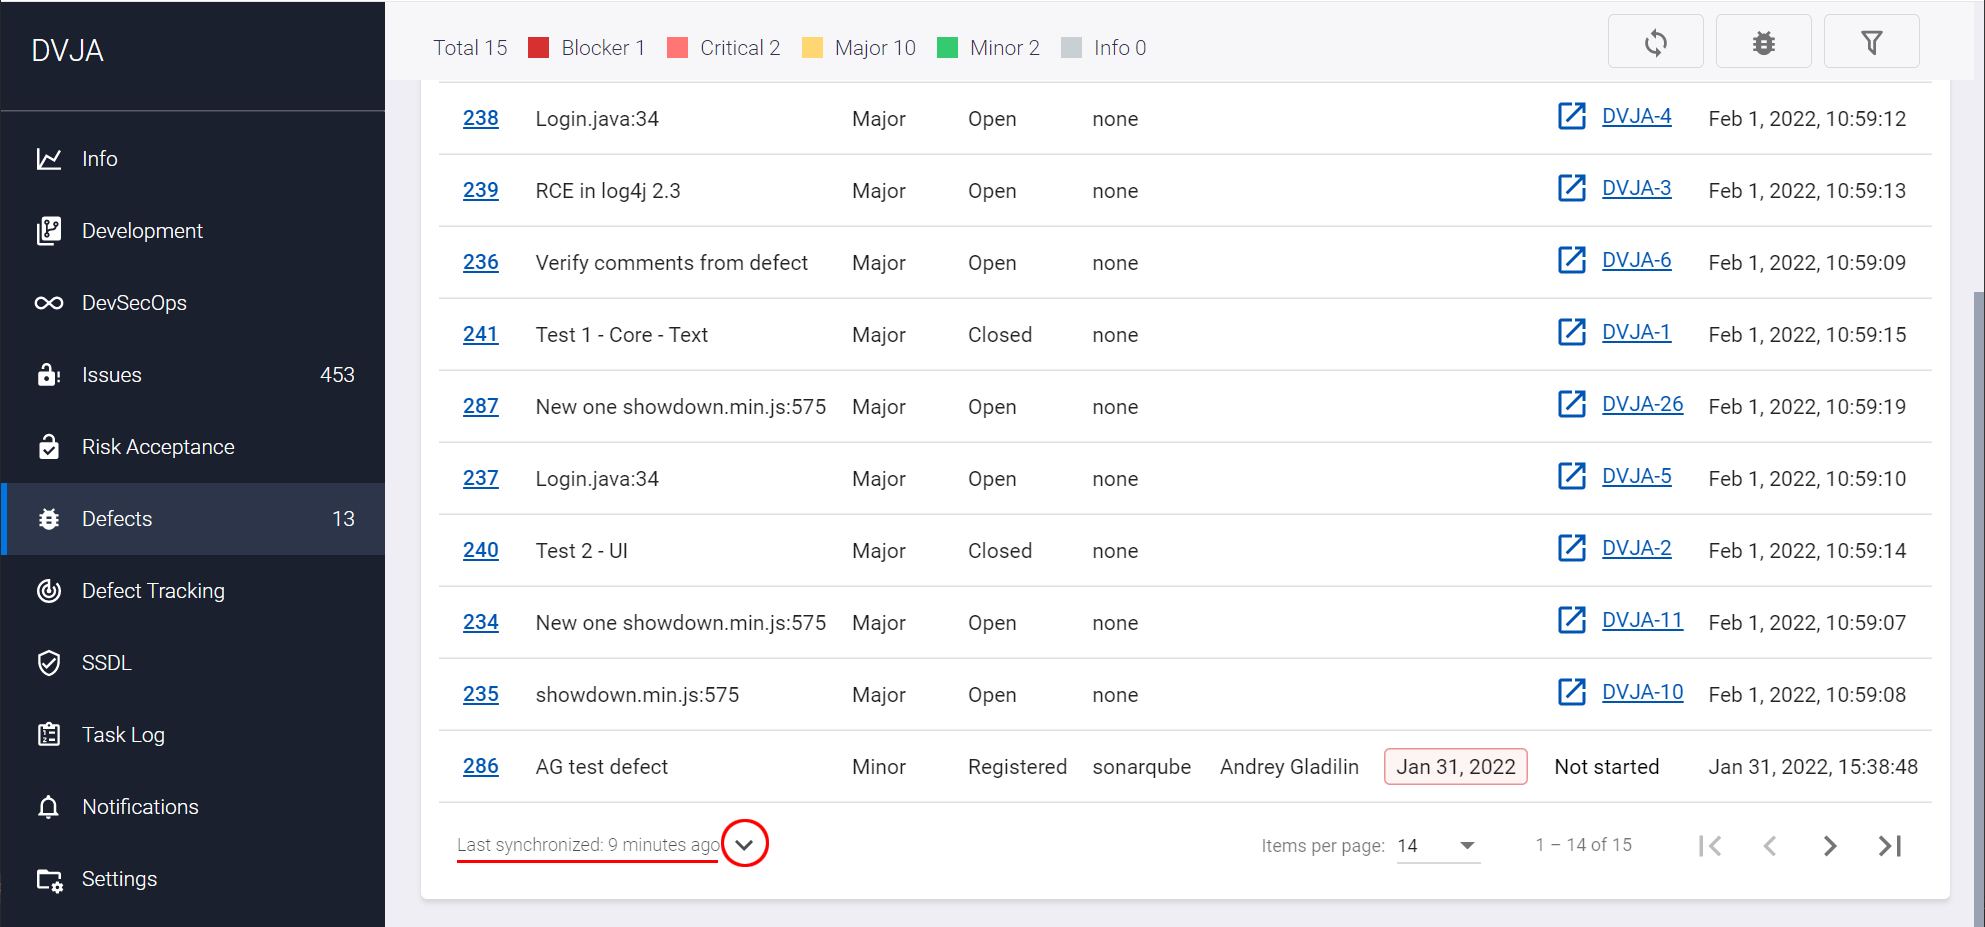 DVJA
Info
Development
DevSecOps
Issues 453
Risk Acceptance
Defects 13
Defect Tracking
SSDL
Task Log
Notifications
Settings
Total 15 Blocker 1 Critical 2 Major 10 Minor 2 Info 0
238 Login.java:34 Major Open none DVJA-4 Feb 1, 2022, 10:59:12
239 RCE in log4j 2.3 Major Open none DVJA-3 Feb 1, 2022, 10:59:13
236 Verify comments from defect Major Open none DVJA-6 Feb 1, 2022, 10:59:09
241 Test 1 - Core - Text Major Closed none DVJA-1 Feb 1, 2022, 10:59:15
287 New one showdown.min.js:575 Major Open none DVJA-26 Feb 1, 2022, 10:59:19
237 Login.java:34 Major Open none DVJA-5 Feb 1, 2022, 10:59:10
240 Test 2 - UI Major Closed none DVJA-2 Feb 1, 2022, 10:59:14
234 New one showdown.min.js:575 Major Open none DVJA-11 Feb 1, 2022, 10:59:07
235 showdown.min.js:575 Major Open none DVJA-10 Feb 1, 2022, 10:59:08
286 AG test defect Minor Registered sonarqube Andrey Gladilin Jan 31, 2022 Not started Jan 31, 2022, 15:38:48
Last synchronized: 9 minutes ago Items per page: 14 1 – 14 of 15